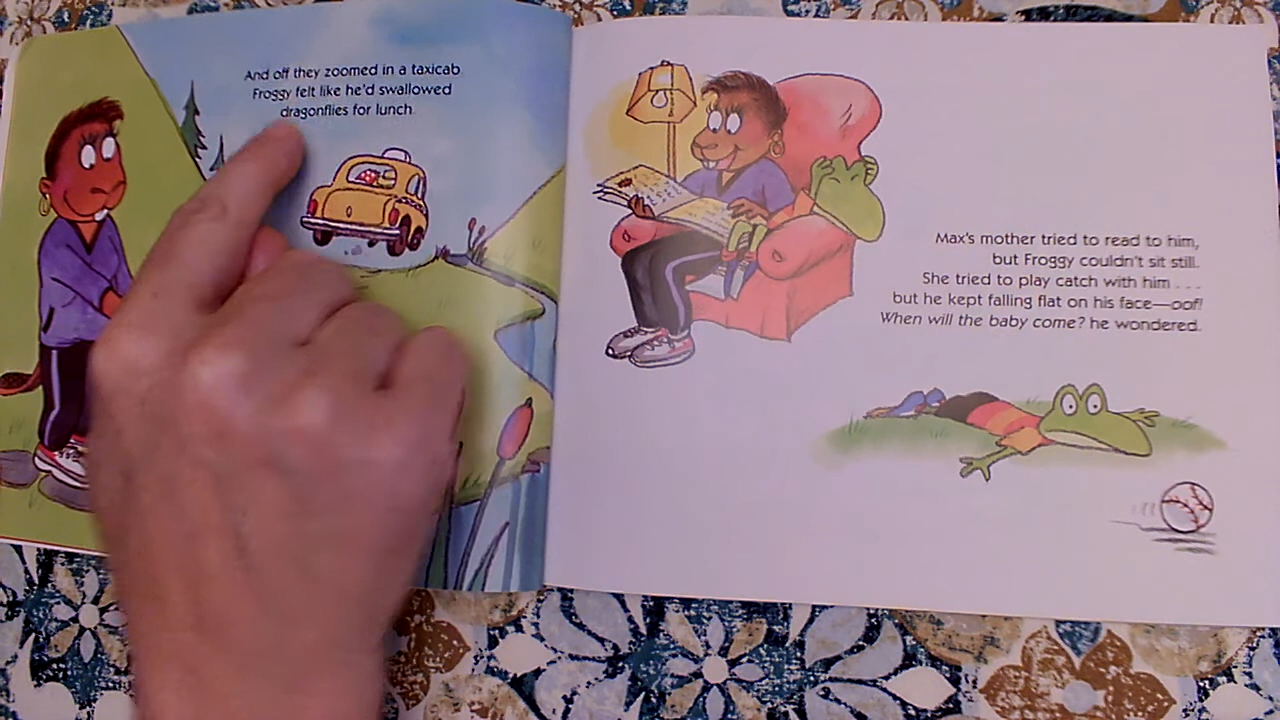 And off they zoomed in a taxicab.
Froggy felt like he'd swallowed
dragonflies for lunch.
Max's mother tried to read to him,
but Froggy couldn't sit still.
She tried to play catch with him . . .
but he kept falling flat on his face—oof!
When will the baby come? he wondered.